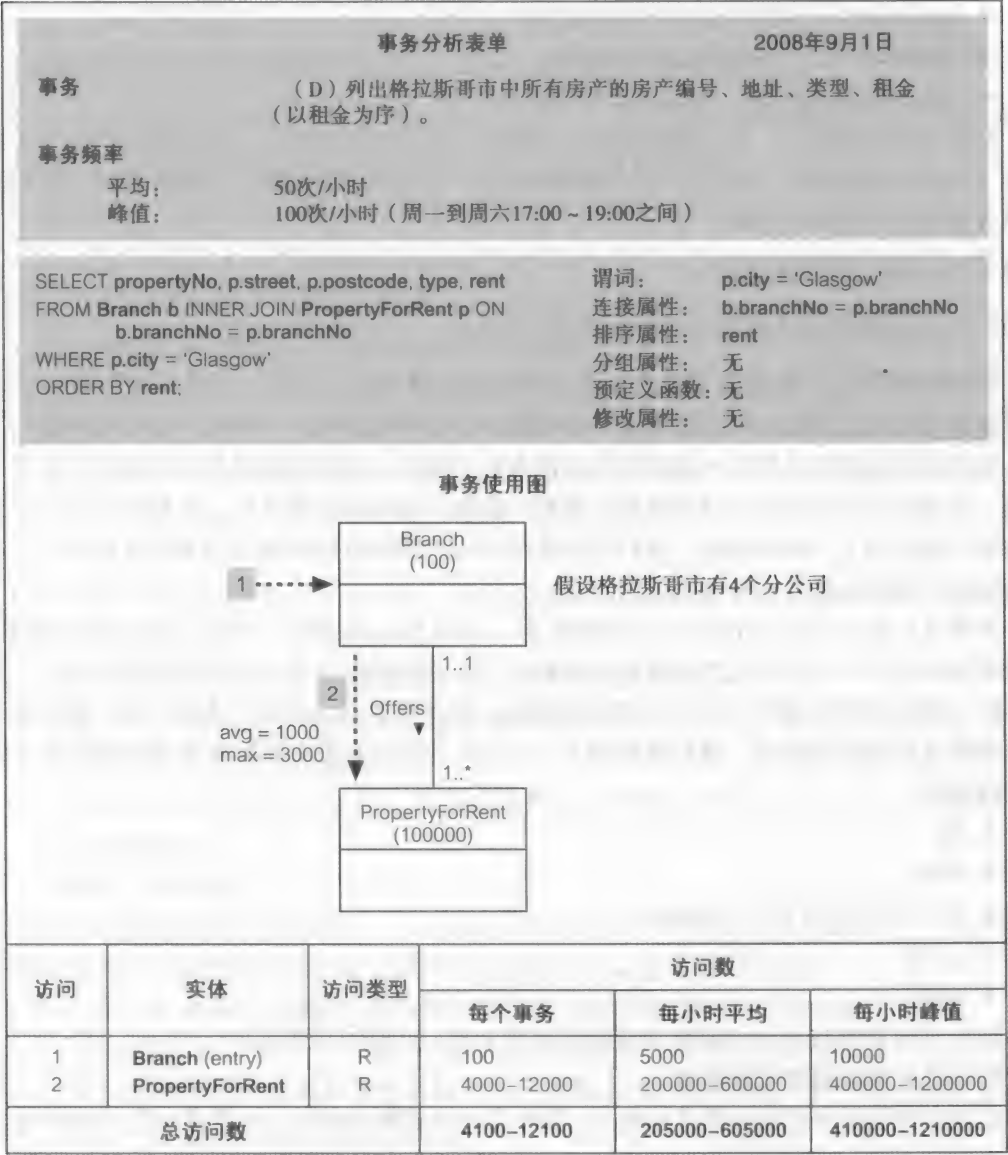 事务分析表单 2008年9月1日
事务 （D）列出格拉斯哥市中所有房产的房产编号、地址、类型、租金
（以租金为序）。
事务频率
平均： 50次/小时
峰值： 100次/小时（周一到周六17:00～19:00之间）
SELECT propertyNo, p.street, p.postcode, type, rent
FROM Branch b INNER JOIN PropertyForRent p ON
b.branchNo = p.branchNo
WHERE p.city = 'Glasgow'
ORDER BY rent;
谓词： p.city = 'Glasgow'
连接属性： b.branchNo = p.branchNo
排序属性： rent
分组属性： 无
预定义函数：无
修改属性： 无
事务使用图
Branch
(100)
1
假设格拉斯哥市有4个分公司
1..1
2
Offers
avg = 1000
max = 3000
1..*
PropertyForRent
(100000)
访问 实体 访问类型 访问数
每个事务 每小时平均 每小时峰值
1 Branch (entry) R 100 5000 10000
2 PropertyForRent R 4000–12000 200000–600000 400000–1200000
总访问数 4100–12100 205000–605000 410000–1210000